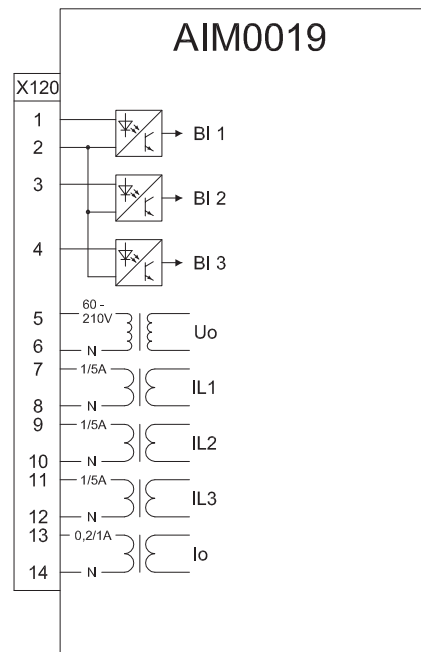 AIM0019
X120
1
2
BI 1
3
BI 2
4
BI 3
60 -
210V
5
6
N
Uo
7
1/5A
8
N
IL1
9
1/5A
10
N
IL2
11
1/5A
12
N
IL3
13
0,2/1A
14
N
Io